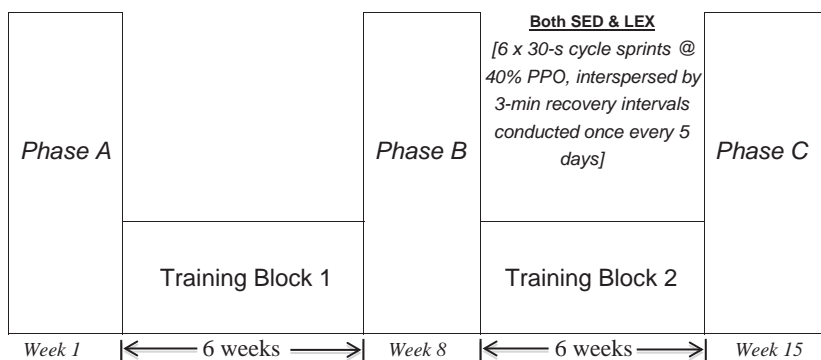 Both SED & LEX
[6 x 30-s cycle sprints @
40% PPO, interspersed by
3-min recovery intervals
conducted once every 5
days]
Phase A
Phase B
Phase C
Training Block 1
Training Block 2
Week 1
6 weeks
Week 8
6 weeks
Week 15